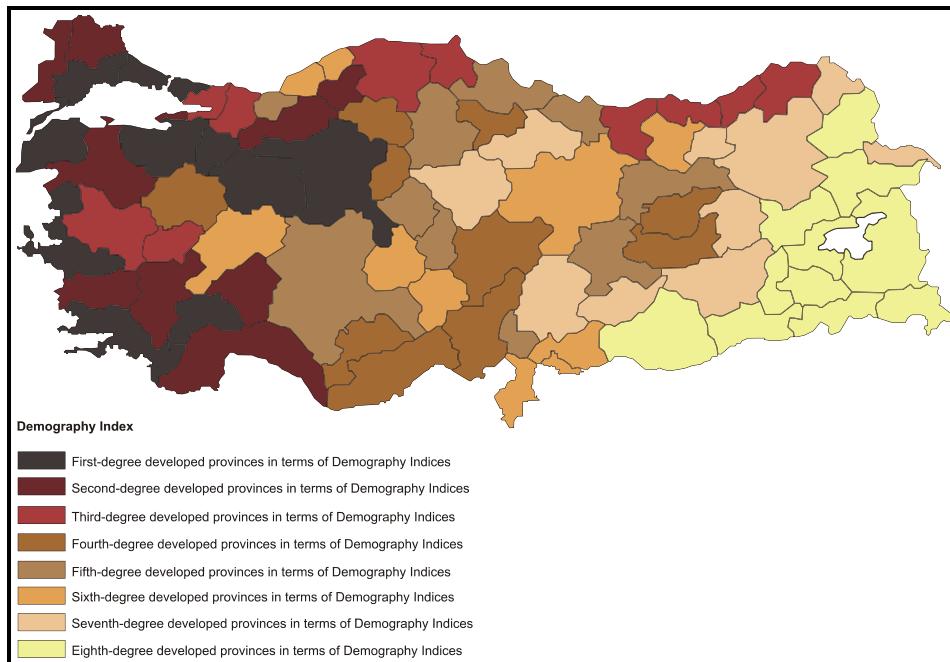 Demography Index
First-degree developed provinces in terms of Demography Indices
Second-degree developed provinces in terms of Demography Indices
Third-degree developed provinces in terms of Demography Indices
Fourth-degree developed provinces in terms of Demography Indices
Fifth-degree developed provinces in terms of Demography Indices
Sixth-degree developed provinces in terms of Demography Indices
Seventh-degree developed provinces in terms of Demography Indices
Eighth-degree developed provinces in terms of Demography Indices